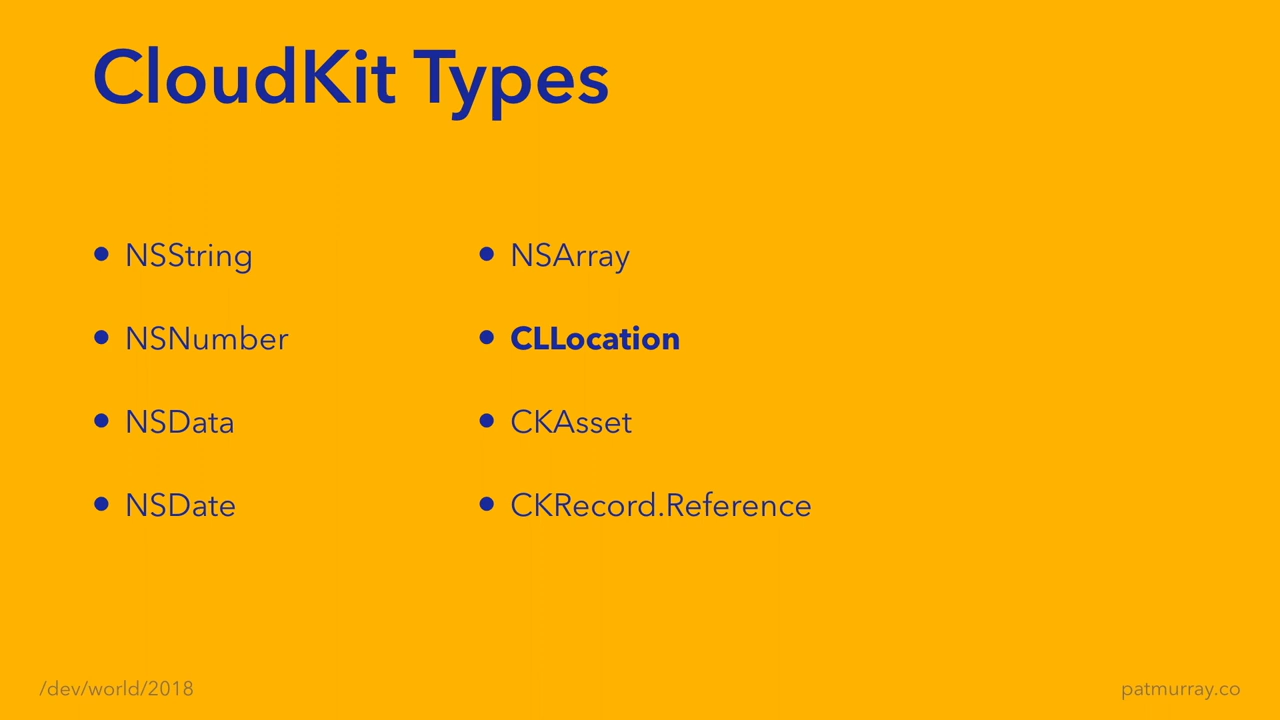 CloudKit Types
• NSString
• NSNumber
• NSData
• NSDate
• NSArray
• CLLocation
• CKAsset
• CKRecord.Reference
/dev/world/2018
patmurray.co